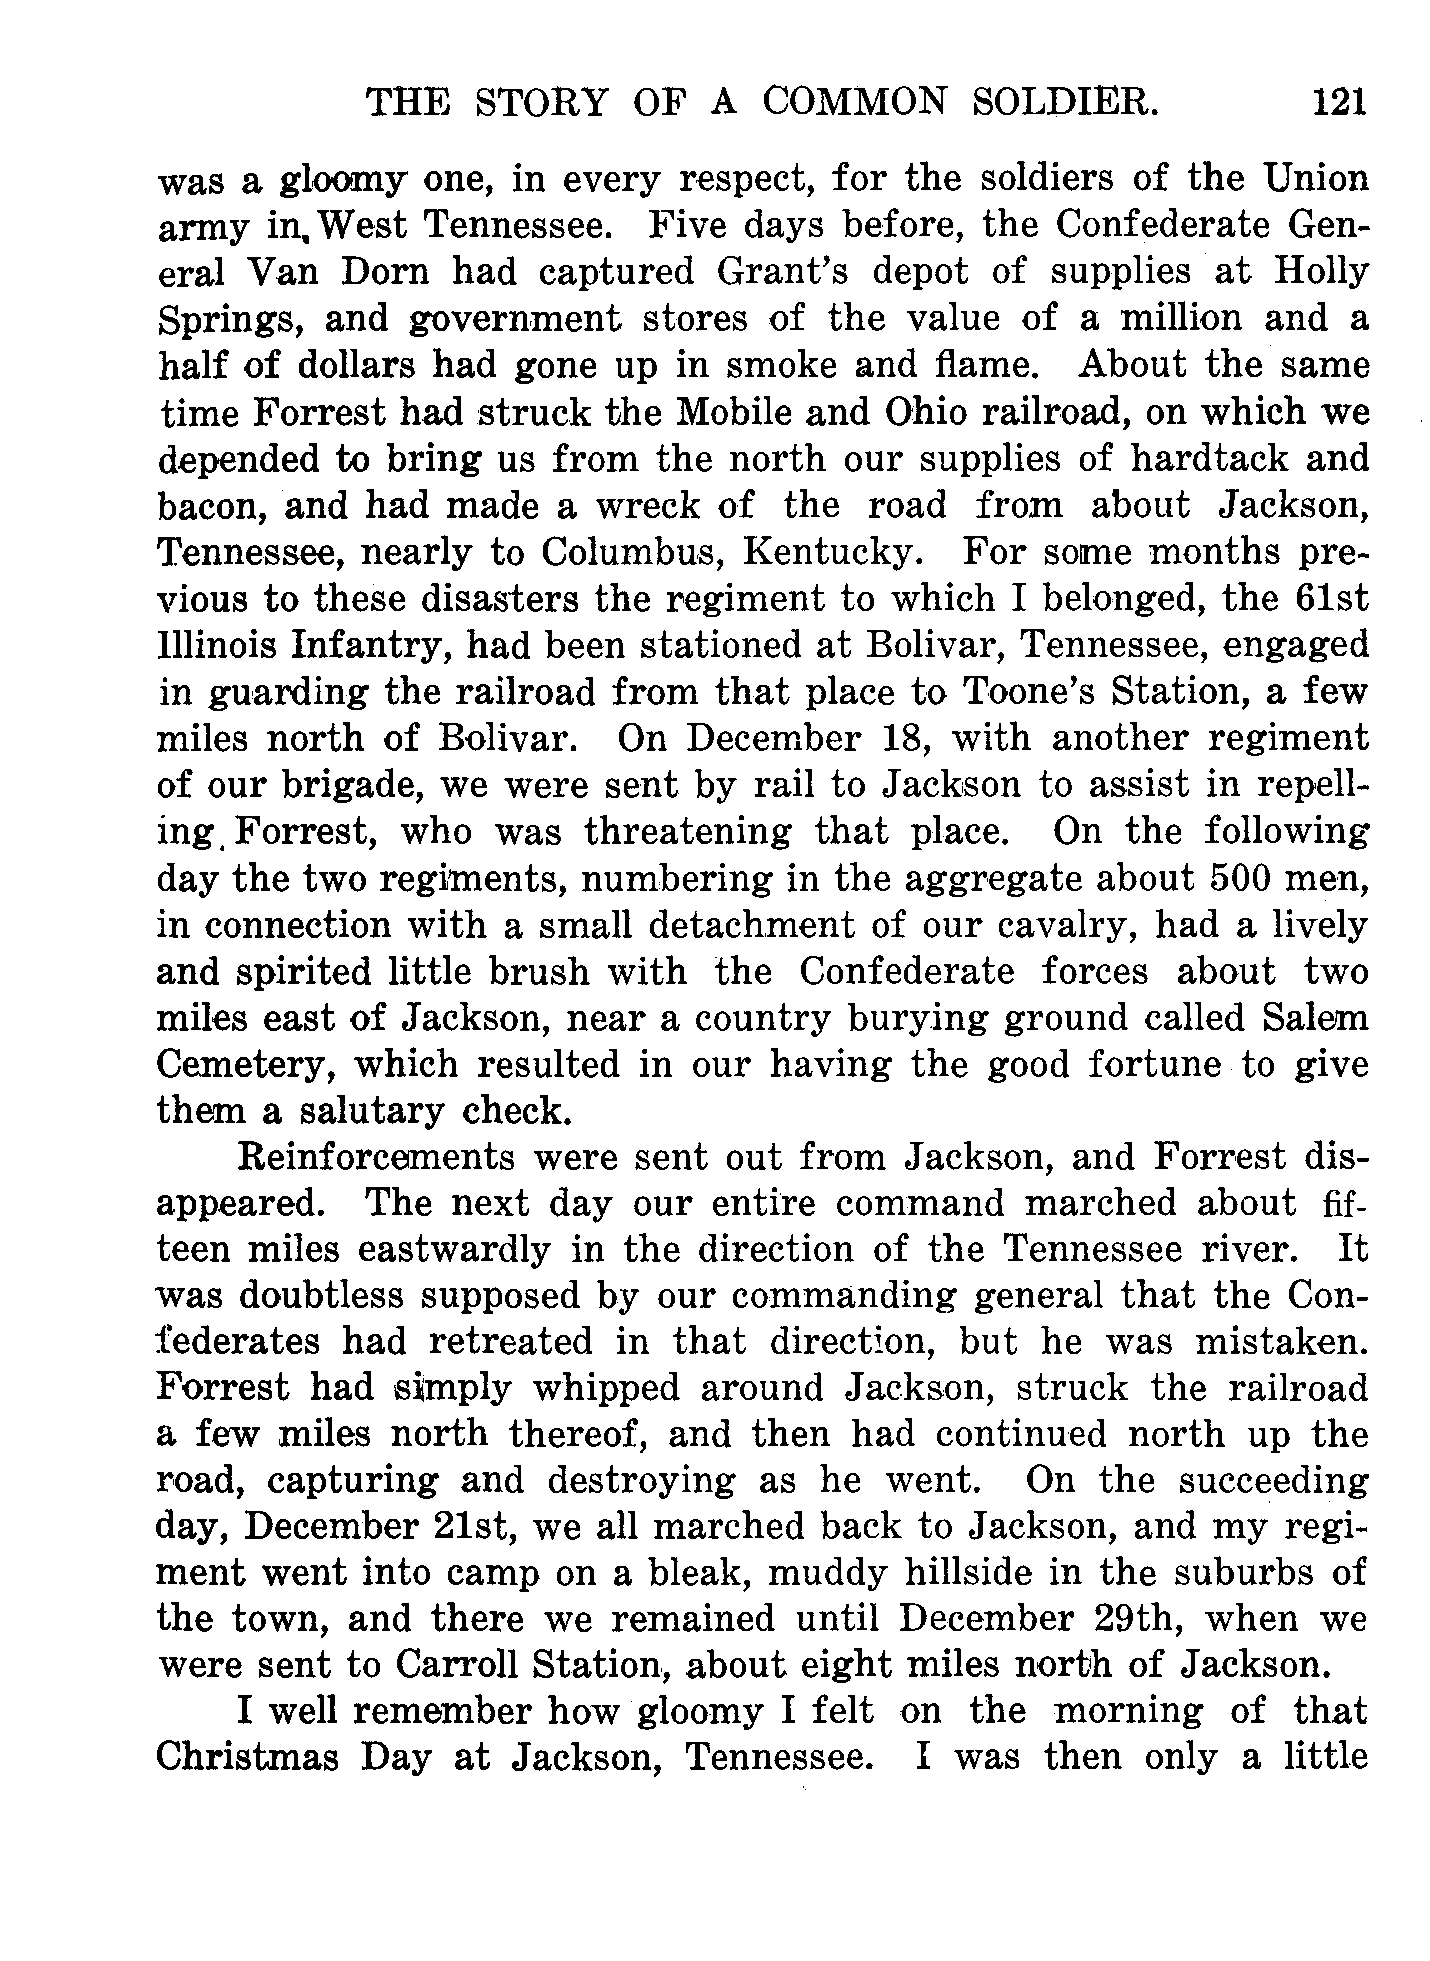 THE STORY OF A COMMON SOLDIER. 121
was a gloomy one, in every respect, for the soldiers of the Union
army in West Tennessee. Five days before, the Confederate Gen-
eral Van Dorn had captured Grant's depot of supplies at Holly
Springs, and government stores of the value of a million and a
half of dollars had gone up in smoke and flame. About the same
time Forrest had struck the Mobile and Ohio railroad, on which we
depended to bring us from the north our supplies of hardtack and
bacon, and had made a wreck of the road from about Jackson,
Tennessee, nearly to Columbus, Kentucky. For some months pre-
vious to these disasters the regiment to which I belonged, the 61st
Illinois Infantry, had been stationed at Bolivar, Tennessee, engaged
in guarding the railroad from that place to Toone's Station, a few
miles north of Bolivar. On December 18, with another regiment
of our brigade, we were sent by rail to Jackson to assist in repell-
ing Forrest, who was threatening that place. On the following
day the two regiments, numbering in the aggregate about 500 men,
in connection with a small detachment of our cavalry, had a lively
and spirited little brush with the Confederate forces about two
miles east of Jackson, near a country burying ground called Salem
Cemetery, which resulted in our having the good fortune to give
them a salutary check.
Reinforcements were sent out from Jackson, and Forrest dis-
appeared. The next day our entire command marched about fif-
teen miles eastwardly in the direction of the Tennessee river. It
was doubtless supposed by our commanding general that the Con-
federates had retreated in that direction, but he was mistaken.
Forrest had simply whipped around Jackson, struck the railroad
a few miles north thereof, and then had continued north up the
road, capturing and destroying as he went. On the succeeding
day, December 21st, we all marched back to Jackson, and my regi-
ment went into camp on a bleak, muddy hillside in the suburbs of
the town, and there we remained until December 29th, when we
were sent to Carroll Station, about eight miles north of Jackson.
I well remember how gloomy I felt on the morning of that
Christmas Day at Jackson, Tennessee. I was then only a little